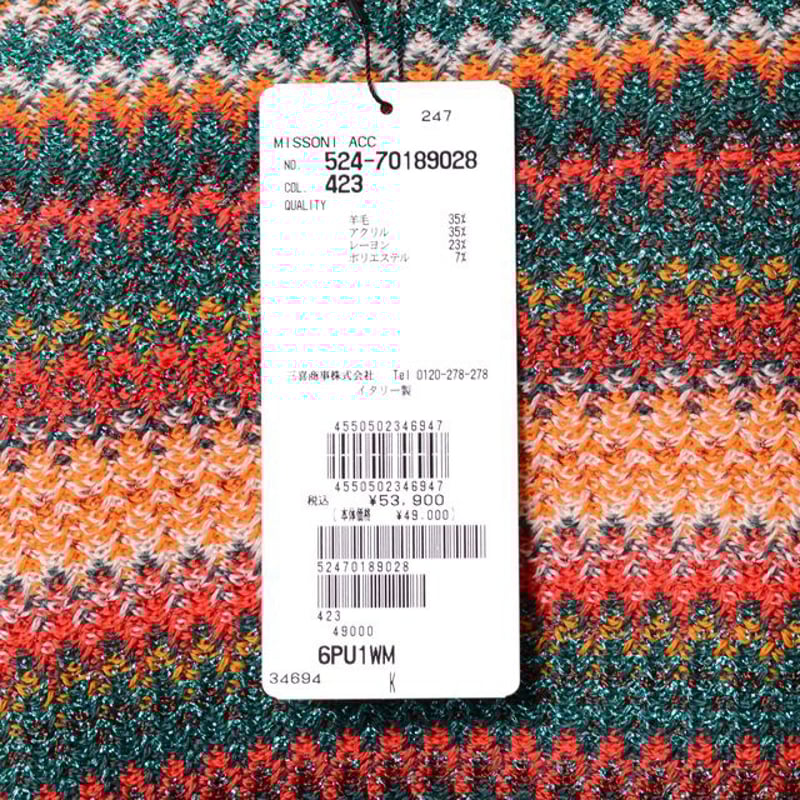 247
MISSONI ACC
NO. 524-70189028
COL. 423
QUALITY
羊毛 35%
アクリル 35%
レーヨン 23%
ポリエステル 7%
三喜商事株式会社 Tel 0120-278-278
イタリー製
4550502346947
4550502346947
税込 ¥53,900
(本体価格 ¥49,000)
52470189028
423
49000
6PU1WM
34694 K